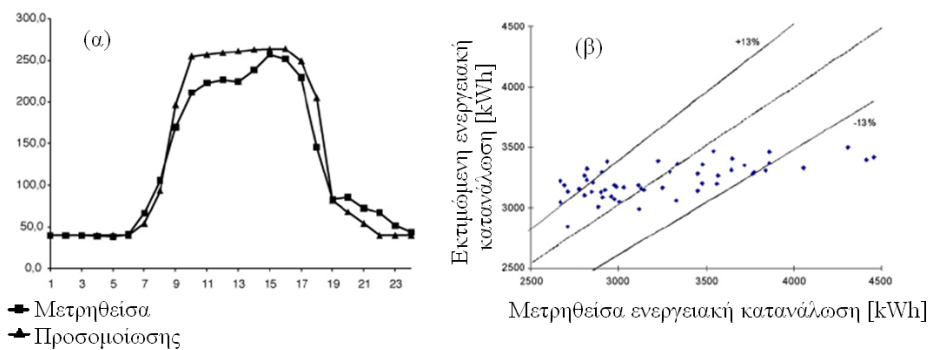 (α)
300,0
250,0
200,0
150,0
100,0
50,0
0,0
1 3 5 7 9 11 13 15 17 19 21 23
Μετρηθείσα
Προσομοίωσης
(β)
Εκτιμώμενη ενεργειακή
κατανάλωση [kWh]
4500
4000
3500
3000
2500
+13%
-13%
2500 3000 3500 4000 4500
Μετρηθείσα ενεργειακή κατανάλωση [kWh]